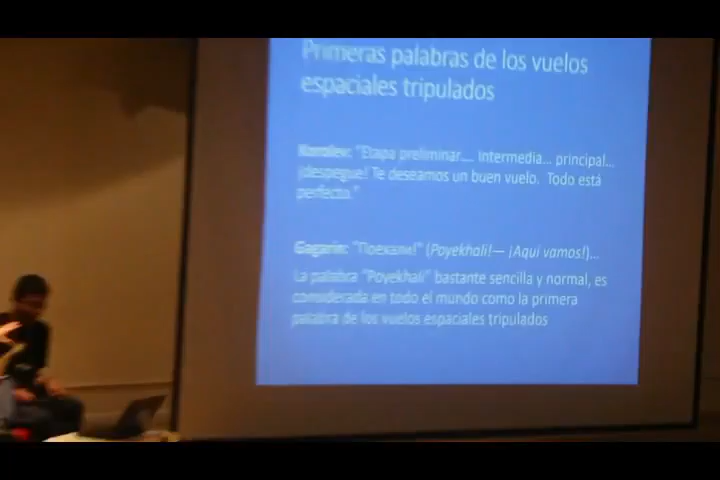 Primeras palabras de los vuelos
espaciales tripulados
Korolev: "Etapa preliminar.... Intermedia... principal...
¡despegue! Te deseamos un buen vuelo. Todo está
perfecto."
Gagarin: "Поехали!" (Poyekhali!— ¡Aquí vamos!)...
La palabra "Poyekhali" bastante sencilla y normal, es
considerada en todo el mundo como la primera
palabra de los vuelos espaciales tripulados